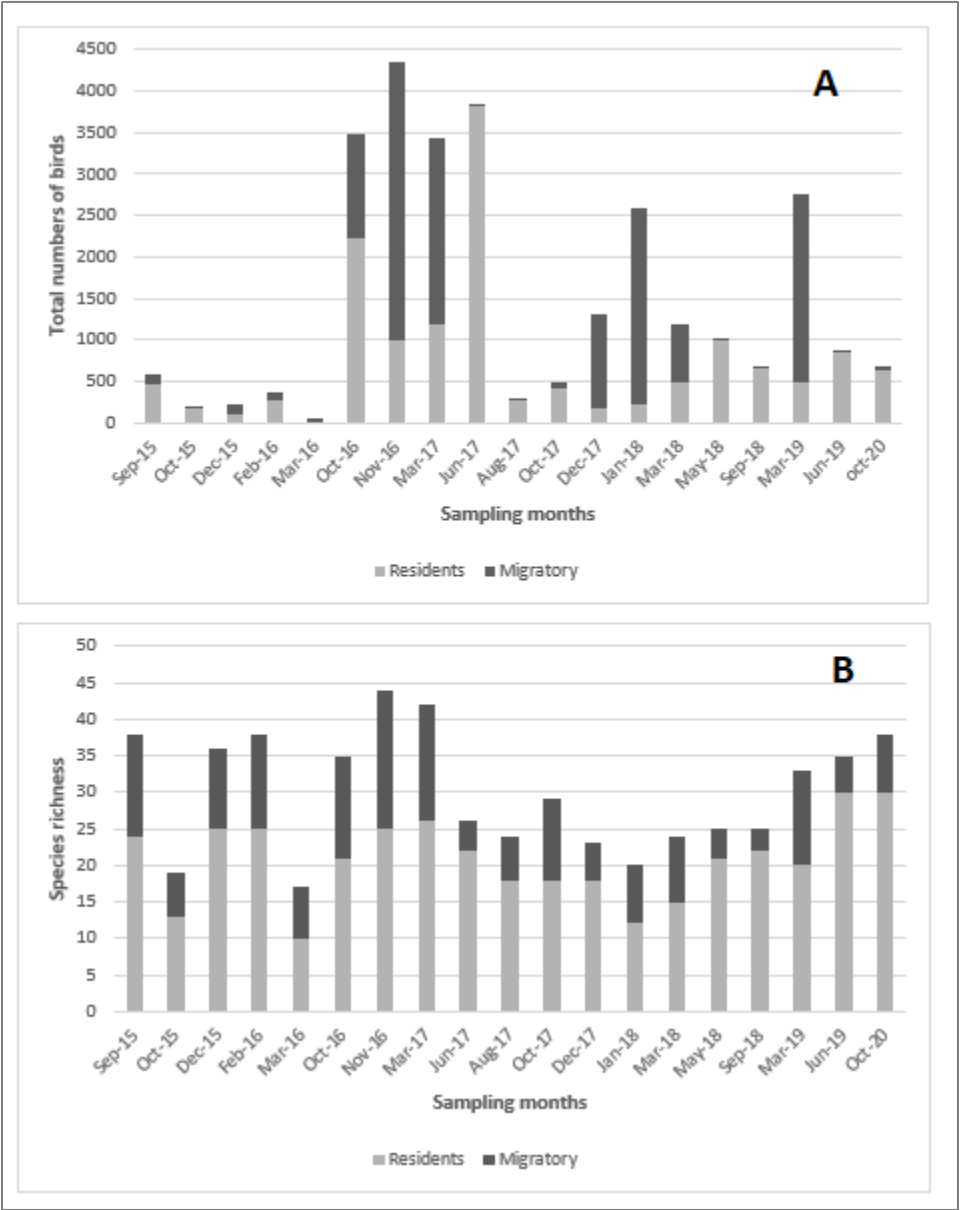 A
4500
4000
3500
3000
2500
2000
1500
1000
500
0
Total numbers of birds
Sep-15 Oct-15 Dec-15 Feb-16 Mar-16 Oct-16 Nov-16 Mar-17 Jun-17 Aug-17 Oct-17 Dec-17 Jan-18 Mar-18 May-18 Sep-18 Mar-19 Jun-19 oct-20
Sampling months
Residents Migratory
B
50
45
40
35
30
25
20
15
10
5
0
Species richness
Sep-15 Oct-15 Dec-15 Feb-16 Mar-16 Oct-16 Nov-16 Mar-17 Jun-17 Aug-17 Oct-17 Dec-17 Jan-18 Mar-18 May-18 Sep-18 Mar-19 Jun-19 Oct-20
Sampling months
Residents Migratory